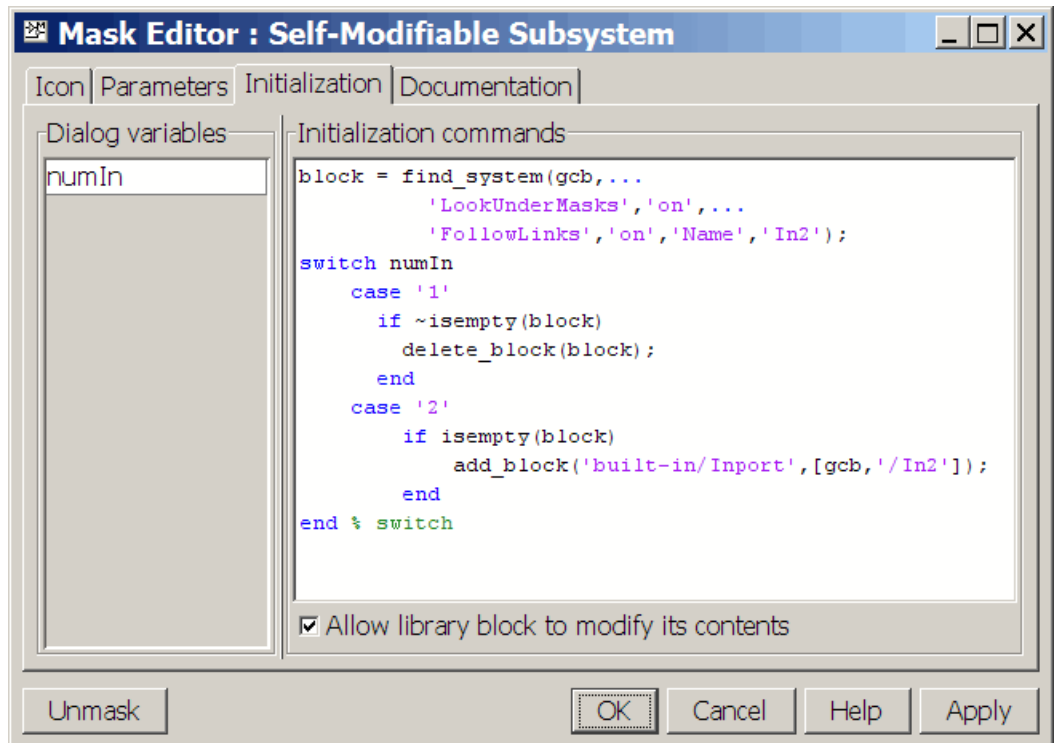 Mask Editor : Self-Modifiable Subsystem
Icon Parameters Initialization Documentation
Dialog variables
numIn
Initialization commands
block = find_system(gcb,...
'LookUnderMasks','on',...
'FollowLinks','on','Name','In2');
switch numIn
case '1'
if ~isempty(block)
delete_block(block);
end
case '2'
if isempty(block)
add_block('built-in/Inport',[gcb,'/In2']);
end
end % switch
Allow library block to modify its contents
Unmask OK Cancel Help Apply